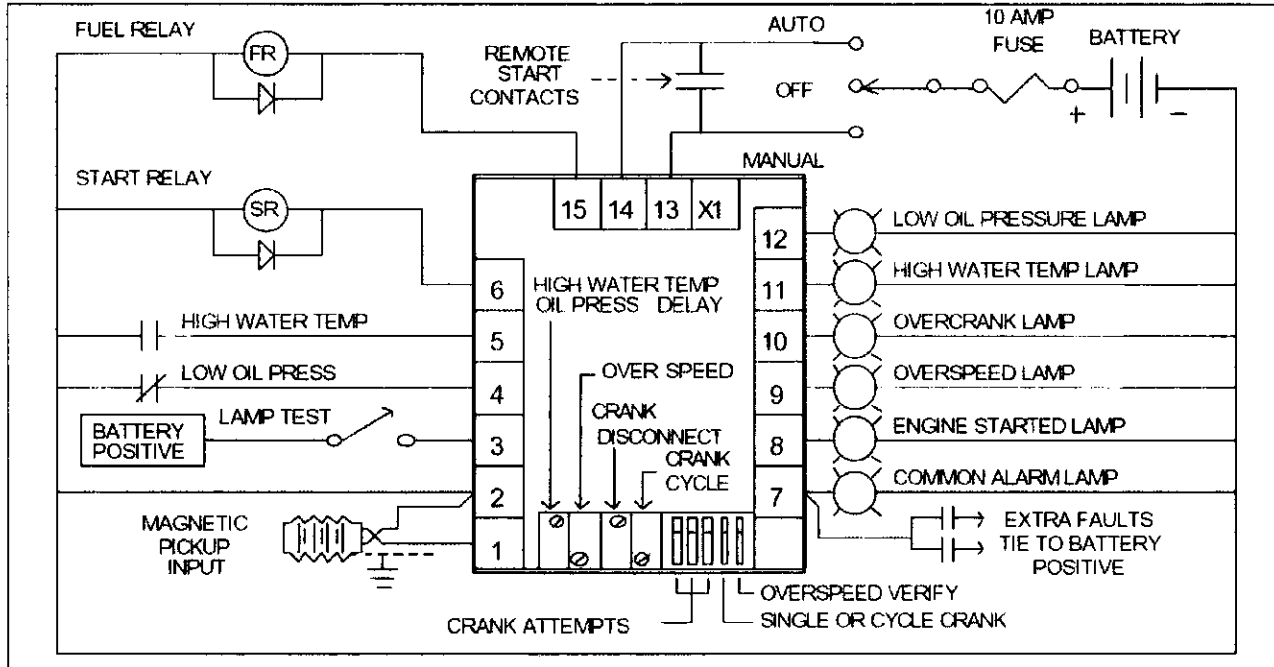 FUEL RELAY
FR
REMOTE
START
CONTACTS
AUTO
OFF
MANUAL
10 AMP
FUSE
BATTERY
+
-
START RELAY
SR
15 14 13 X1
6
5
4
3
2
1
12
11
10
9
8
7
HIGH WATER TEMP
LOW OIL PRESS
LAMP TEST
BATTERY
POSITIVE
MAGNETIC
PICKUP
INPUT
HIGH WATER TEMP
OIL PRESS DELAY
OVER SPEED
CRANK
DISCONNECT
CRANK
CYCLE
LOW OIL PRESSURE LAMP
HIGH WATER TEMP LAMP
OVERCRANK LAMP
OVERSPEED LAMP
ENGINE STARTED LAMP
COMMON ALARM LAMP
EXTRA FAULTS
TIE TO BATTERY
POSITIVE
OVERSPEED VERIFY
SINGLE OR CYCLE CRANK
CRANK ATTEMPTS